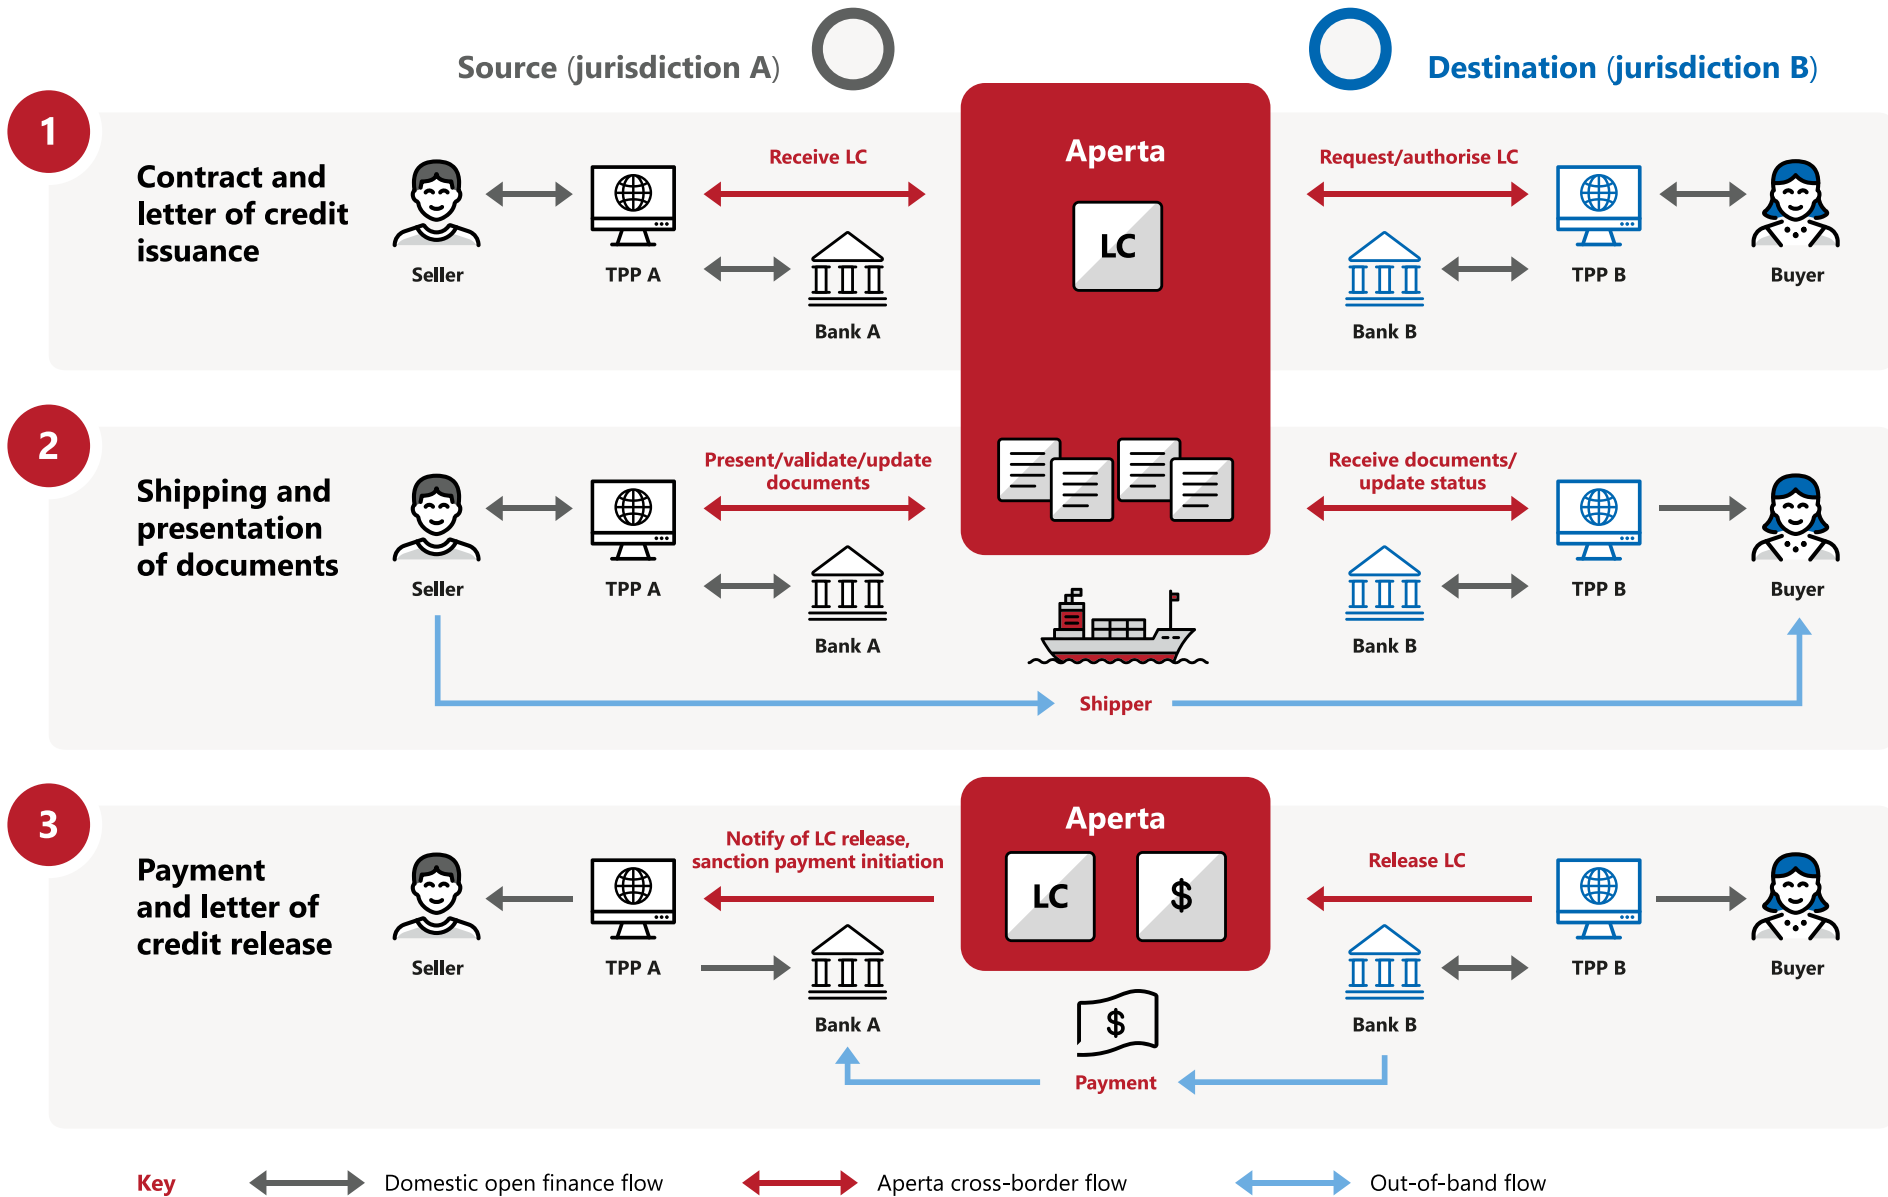 Source (jurisdiction A)
Destination (jurisdiction B)
1
Contract and
letter of credit
issuance
Seller
TPP A
Receive LC
Bank A
Aperta
LC
Request/authorise LC
Bank B
TPP B
Buyer
2
Shipping and
presentation
of documents
Seller
TPP A
Present/validate/update
documents
Bank A
Receive documents/
update status
Bank B
TPP B
Buyer
Shipper
3
Payment
and letter of
credit release
Seller
TPP A
Notify of LC release,
sanction payment initiation
Bank A
Aperta
LC
$
$
Payment
Release LC
Bank B
TPP B
Buyer
Key
Domestic open finance flow
Aperta cross-border flow
Out-of-band flow